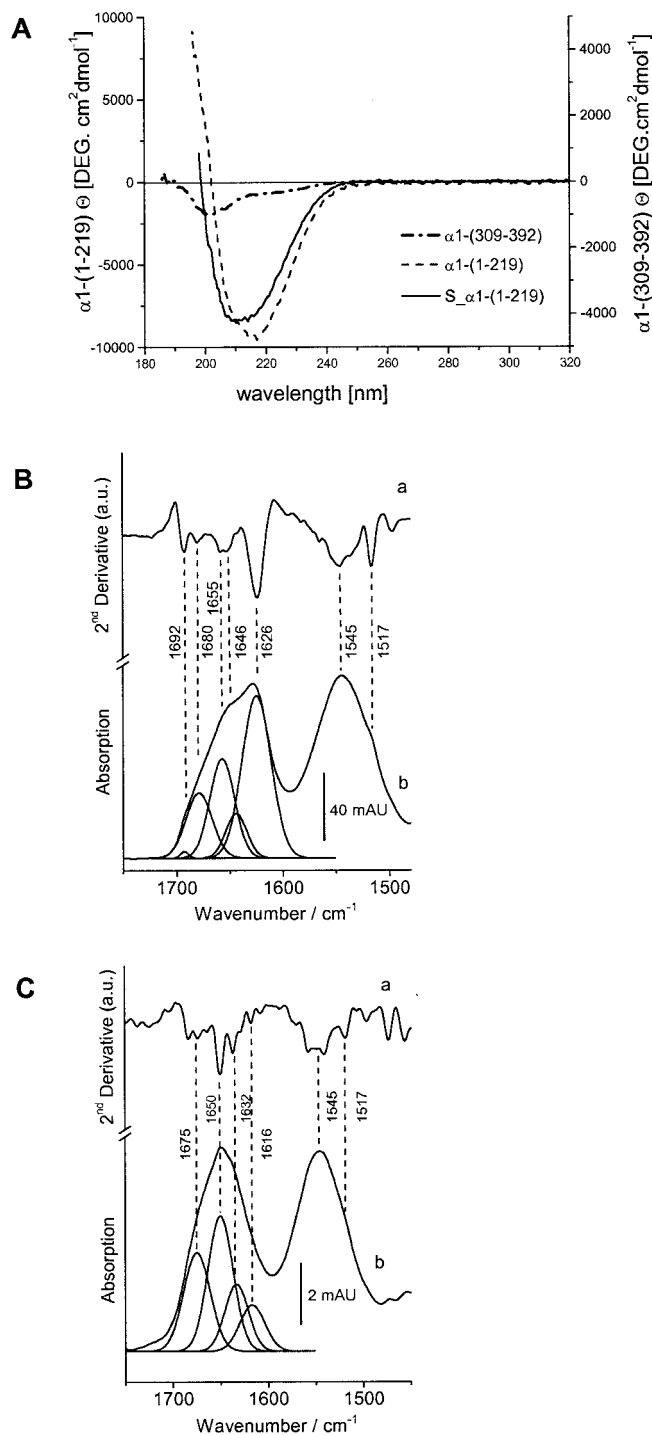 A
α1-(1-219) Θ [DEG. cm²dmol⁻¹]
10000
5000
0
-5000
-10000
4000
2000
0
-2000
-4000
α1-(309-392) Θ [DEG.cm²dmol⁻¹]
α1-(309-392)
α1-(1-219)
S_α1-(1-219)
180 200 220 240 260 280 300 320
wavelength [nm]
B
2nd Derivative (a.u.)
a
1692
1680
1655
1646
1626
1545
1517
Absorption
b
40 mAU
1700 1600 1500
Wavenumber / cm⁻¹
C
2nd Derivative (a.u.)
a
1675
1650
1632
1616
1545
1517
Absorption
b
2 mAU
1700 1600 1500
Wavenumber / cm⁻¹